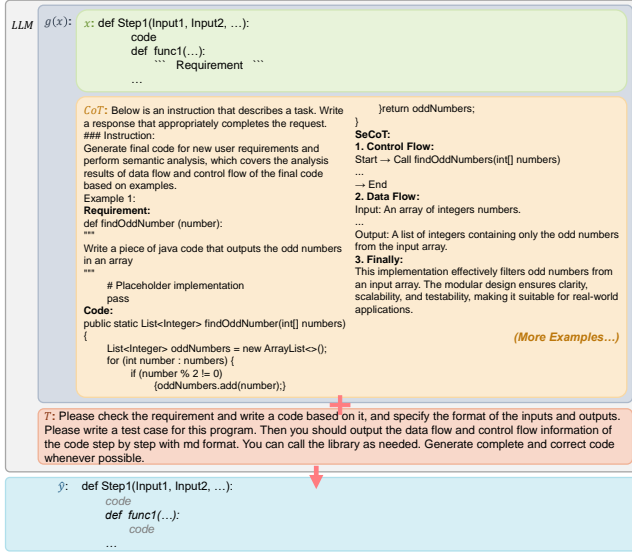 LLM
g(x):
x: def Step1(Input1, Input2, …):
code
def func1(…):
``` Requirement ```
…
CoT: Below is an instruction that describes a task. Write
a response that appropriately completes the request.
### Instruction:
Generate final code for new user requirements and
perform semantic analysis, which covers the analysis
results of data flow and control flow of the final code
based on examples.
Example 1:
Requirement:
def findOddNumber (number):
"""
Write a piece of java code that outputs the odd numbers
in an array
"""
# Placeholder implementation
pass
Code:
public static List<Integer> findOddNumber(int[] numbers)
{
List<Integer> oddNumbers = new ArrayList<>();
for (int number : numbers) {
if (number % 2 != 0)
{oddNumbers.add(number);}
}return oddNumbers;
}
SeCoT:
1. Control Flow:
Start → Call findOddNumbers(int[] numbers)
...
→ End
2. Data Flow:
Input: An array of integers numbers.
...
Output: A list of integers containing only the odd numbers
from the input array.
3. Finally:
This implementation effectively filters odd numbers from
an input array. The modular design ensures clarity,
scalability, and testability, making it suitable for real-world
applications.
(More Examples…)
T: Please check the requirement and write a code based on it, and specify the format of the inputs and outputs.
Please write a test case for this program. Then you should output the data flow and control flow information of
the code step by step with md format. You can call the library as needed. Generate complete and correct code
whenever possible.
ŷ: def Step1(Input1, Input2, …):
code
def func1(…):
code
…